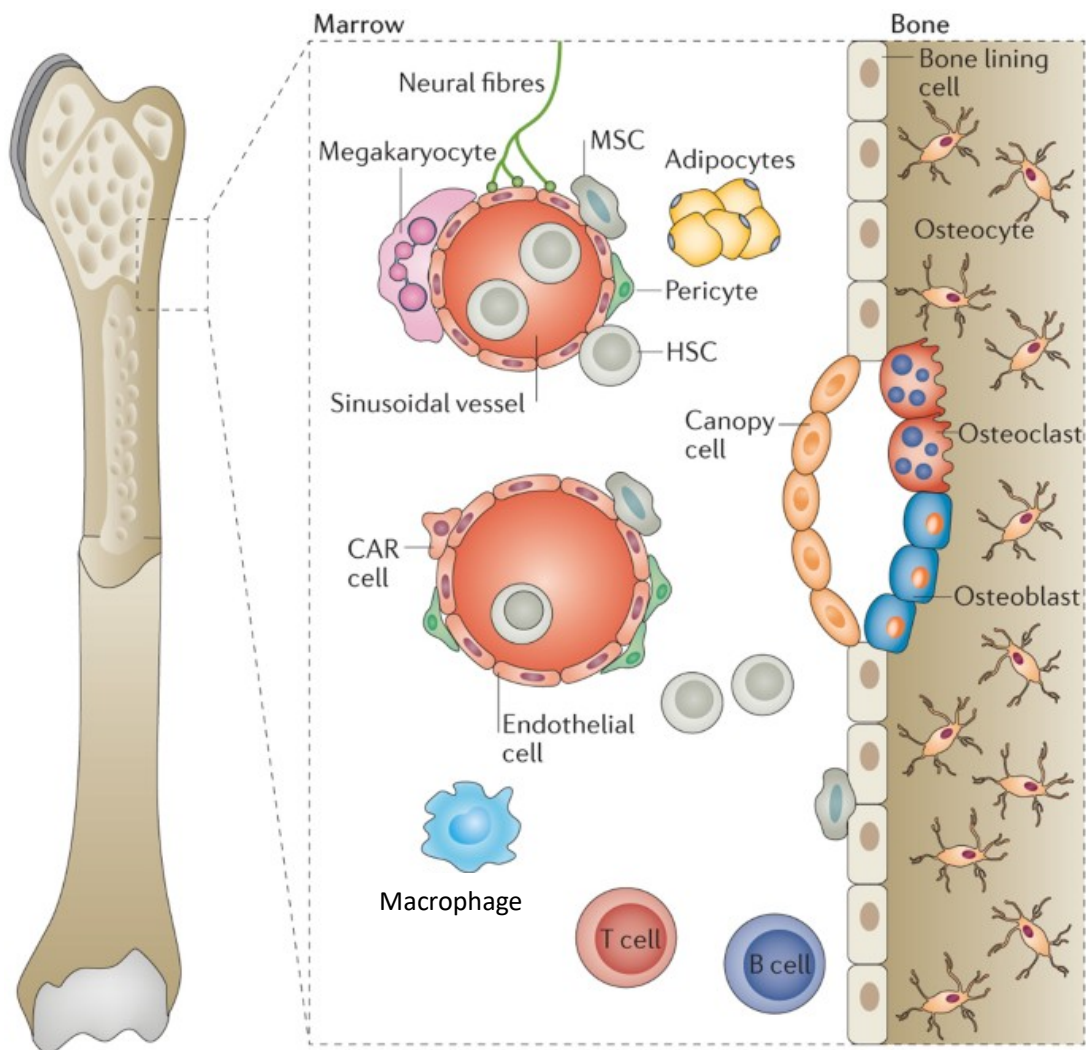 Marrow
Bone
Neural fibres
Bone lining
cell
Megakaryocyte
MSC
Adipocytes
Osteocyte
Pericyte
HSC
Sinusoidal vessel
Canopy
cell
Osteoclast
CAR
cell
Osteoblast
Endothelial
cell
Macrophage
T cell
B cell